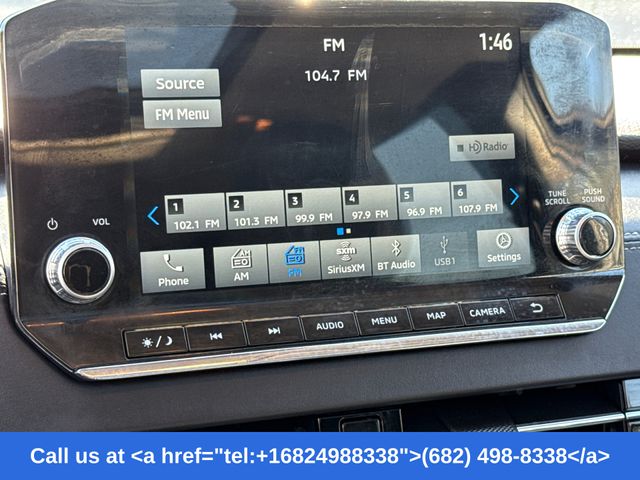 FM
1:46
104.7 FM
Source
FM Menu
HD Radio
1 2 3 4 5 6
102.1 FM 101.3 FM 99.9 FM 97.9 FM 96.9 FM 107.9 FM
VOL
TUNE SCROLL
PUSH SOUND
Phone
AM
FM
sxm
SiriusXM
BT Audio
USB1
Settings
AUDIO MENU MAP CAMERA
Call us at <a href="tel:+16824988338">(682) 498-8338</a>